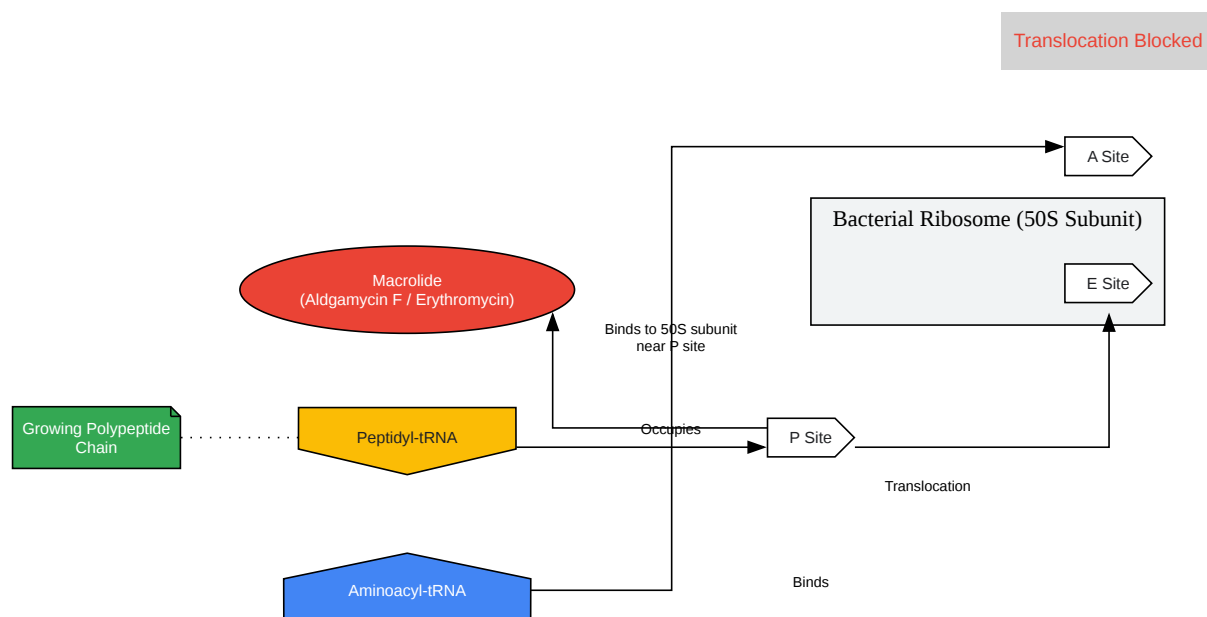 Translocation Blocked
A Site
Bacterial Ribosome (50S Subunit)
E Site
Macrolide
(Aldgamycin F / Erythromycin)
Binds to 50S subunit
near P site
Growing Polypeptide
Chain
Peptidyl-tRNA
Occupies
P Site
Translocation
Binds
Aminoacyl-tRNA